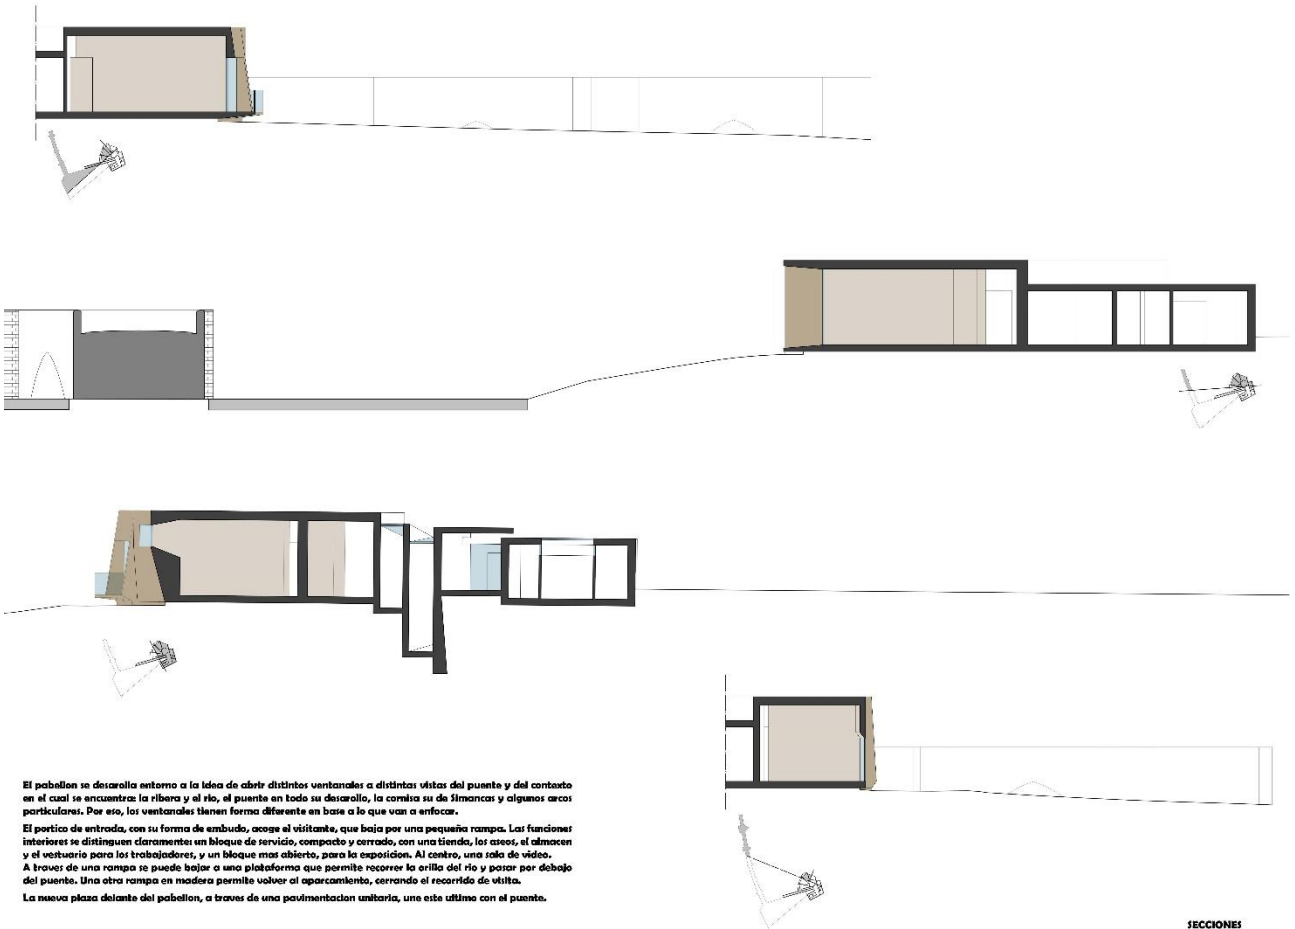 El pabellon se desarolla entorno a la idea de abrir distintos ventanales a distintas vistas del puente y del contexto
en el cual se encuentra: la ribera y el rio, el puente en todo su desarollo, la cornisa su de Simancas y algunos arcos
particulares. Por eso, los ventanales tienen forma diferente en base a lo que van a enfocar.
El portico de entrada, con su forma de embudo, acoge el visitante, que baja por una pequeña rampa. Las funciones
interiores se distinguen claramente: un bloque de servicio, compacto y cerrado, con una tienda, los aseos, el almacen
y el vestuario para los trabajadores, y un bloque mas abierto, para la exposicion. Al centro, una sala de video.
A traves de una rampa se puede bajar a una plataforma que permite recorrer la orilla del rio y pasar por debajo
del puente. Una otra rampa en madera permite volver al aparcamiento, cerrando el recorrido de visita.
La nueva plaza delante del pabellon, a traves de una pavimentacion unitaria, une este ultimo con el puente.
SECCIONES